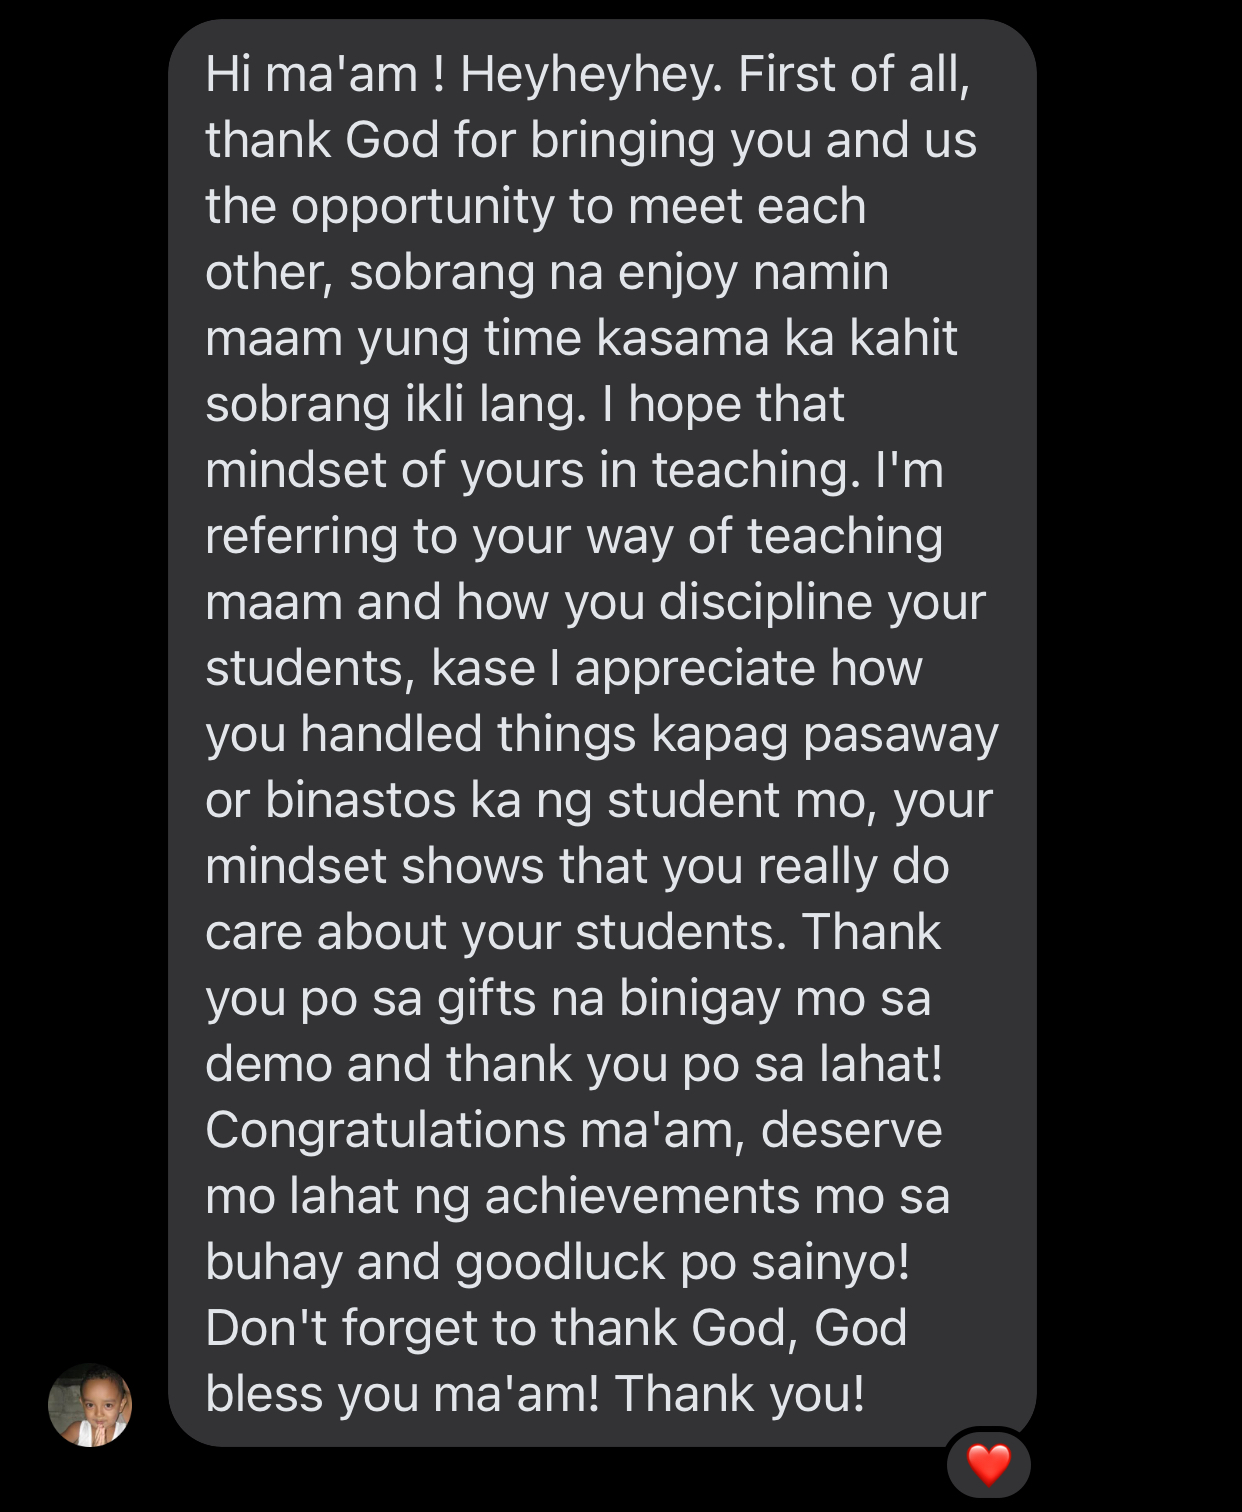 Hi ma'am ! Heyheyhey. First of all,
thank God for bringing you and us
the opportunity to meet each
other, sobrang na enjoy namin
maam yung time kasama ka kahit
sobrang ikli lang. I hope that
mindset of yours in teaching. I'm
referring to your way of teaching
maam and how you discipline your
students, kase I appreciate how
you handled things kapag pasaway
or binastos ka ng student mo, your
mindset shows that you really do
care about your students. Thank
you po sa gifts na binigay mo sa
demo and thank you po sa lahat!
Congratulations ma'am, deserve
mo lahat ng achievements mo sa
buhay and goodluck po sainyo!
Don't forget to thank God, God
bless you ma'am! Thank you!